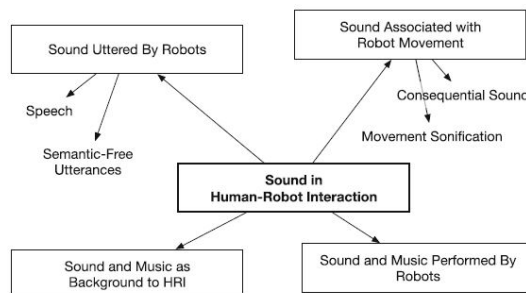 Sound Uttered By Robots
Sound Associated with
Robot Movement
Speech
Semantic-Free
Utterances
Consequential Sound
Movement Sonification
Sound in
Human-Robot Interaction
Sound and Music as
Background to HRI
Sound and Music Performed By
Robots